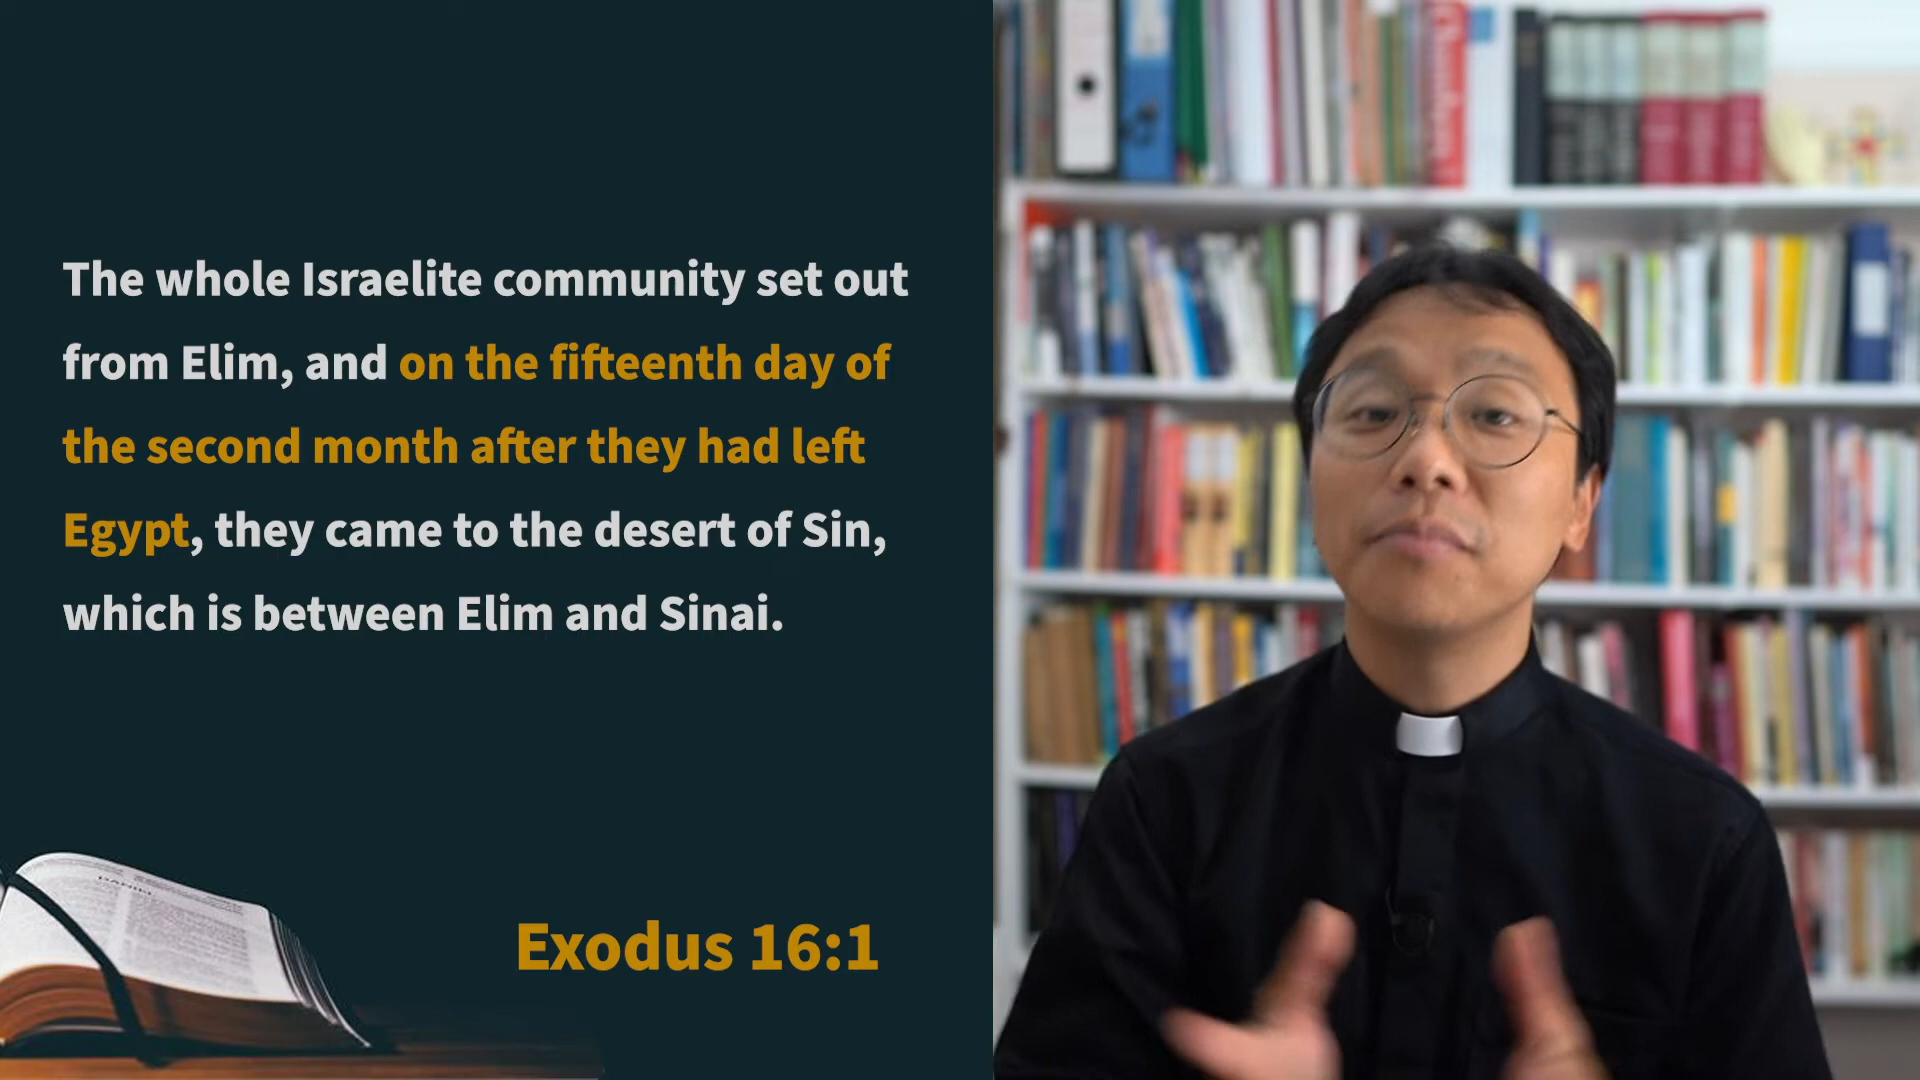 The whole Israelite community set out
from Elim, and on the fifteenth day of
the second month after they had left
Egypt, they came to the desert of Sin,
which is between Elim and Sinai.
Exodus 16:1
DANIEL